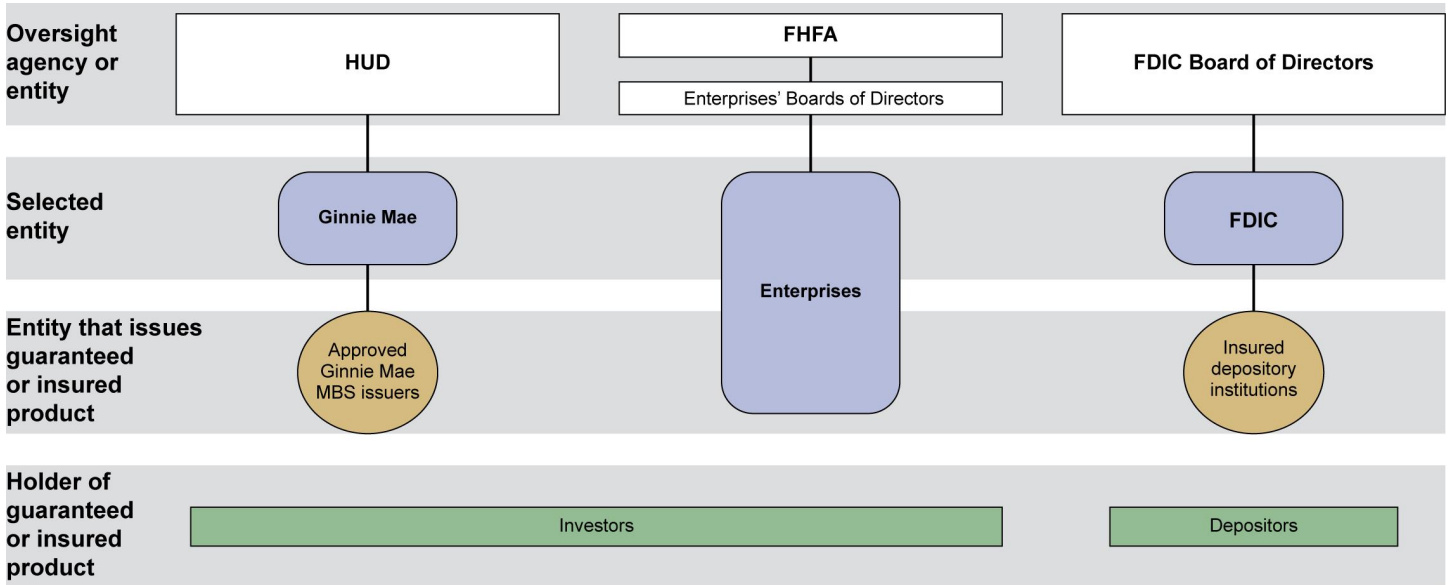 Oversight
agency or
entity
HUD
FHFA
Enterprises’ Boards of Directors
FDIC Board of Directors
Selected
entity
Ginnie Mae
Enterprises
FDIC
Entity that issues
guaranteed
or insured
product
Approved
Ginnie Mae
MBS issuers
Insured
depository
institutions
Holder of
guaranteed
or insured
product
Investors
Depositors